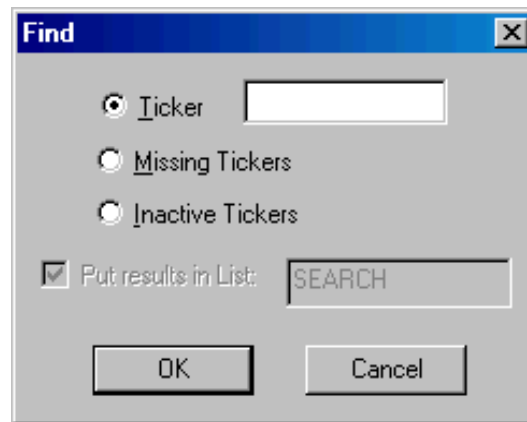 Find
Ticker
Missing Tickers
Inactive Tickers
Put results in List: SEARCH
OK Cancel